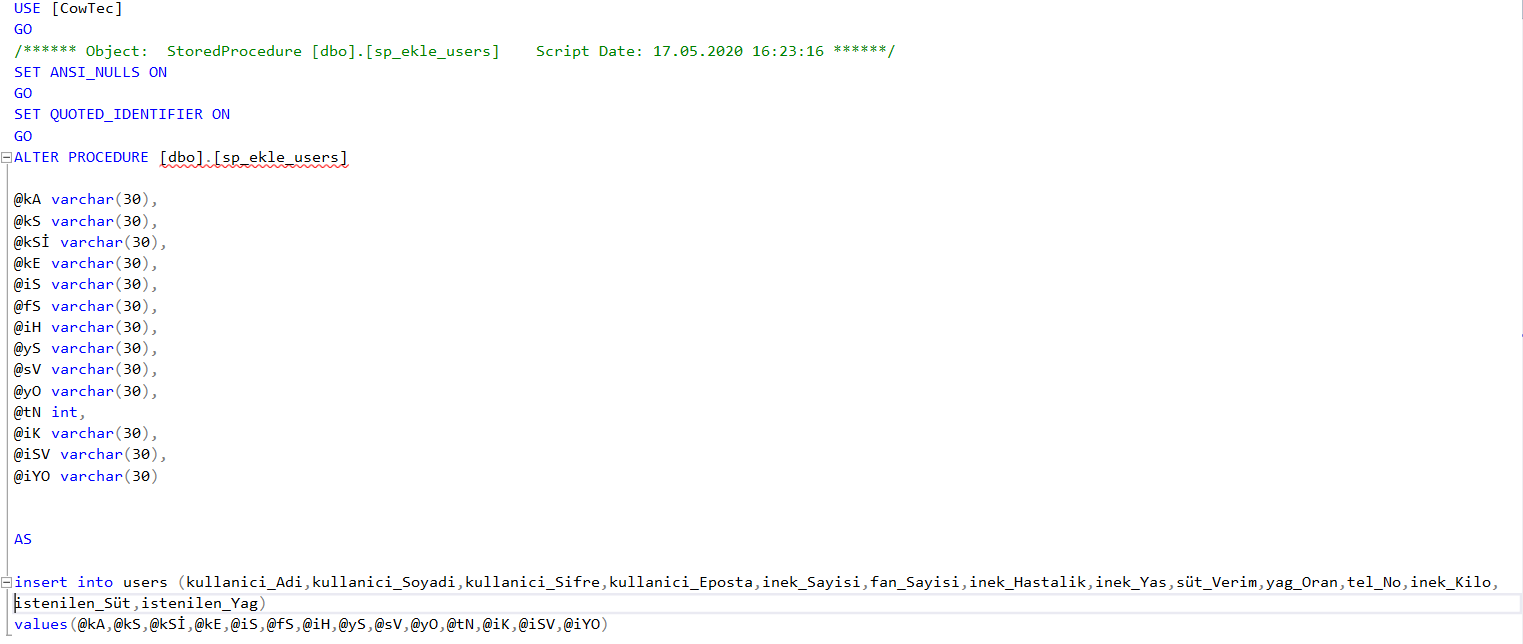 USE [CowTec]
GO
/****** Object:  StoredProcedure [dbo].[sp_ekle_users]    Script Date: 17.05.2020 16:23:16 ******/
SET ANSI_NULLS ON
GO
SET QUOTED_IDENTIFIER ON
GO
ALTER PROCEDURE [dbo].[sp_ekle_users]
@kA varchar(30),
@kS varchar(30),
@kSİ varchar(30),
@kE varchar(30),
@iS varchar(30),
@fS varchar(30),
@iH varchar(30),
@yS varchar(30),
@sV varchar(30),
@yO varchar(30),
@tN int,
@iK varchar(30),
@iSV varchar(30),
@iYO varchar(30)
AS
insert into users (kullanici_Adi,kullanici_Soyadi,kullanici_Sifre,kullanici_Eposta,inek_Sayisi,fan_Sayisi,inek_Hastalik,inek_Yas,süt_Verim,yag_Oran,tel_No,inek_Kilo,
istenilen_Süt,istenilen_Yag)
values(@kA,@kS,@kSİ,@kE,@iS,@fS,@iH,@yS,@sV,@yO,@tN,@iK,@iSV,@iYO)